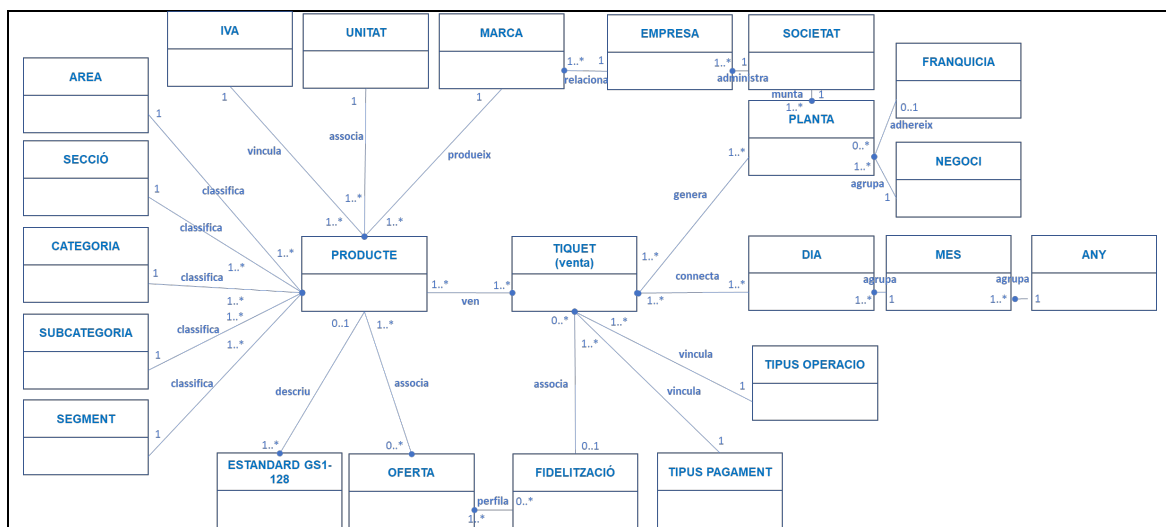 IVA
UNITAT
MARCA
EMPRESA
SOCIETAT
FRANQUICIA
AREA
1..*
1
relaciona
1..*
1
administra
munta
1
1..*
0..1
adhereix
PLANTA
0..*
1..*
agrupa
NEGOCI
1
1
1
1
1
SECCIÓ
vincula
associa
produeix
1..*
genera
1
classifica
classifica
1..*
1..*
1..*
CATEGORIA
1
classifica
1..*
1..*
PRODUCTE
TIQUET
(venta)
1..*
DIA
MES
ANY
connecta
1..*
1..*
ven
1..*
1..*
agrupa
1..*
1
agrupa
1..*
1
1..*
1..*
SUBCATEGORIA
1
classifica
1..*
0..1
1..*
0..*
1..*
1..*
vincula
TIPUS OPERACIO
1
SEGMENT
1
classifica
descriu
associa
associa
vincula
1..*
0..*
0..1
1
ESTANDARD GS1-
128
OFERTA
FIDELITZACIÓ
TIPUS PAGAMENT
perfila
1..*
0..*